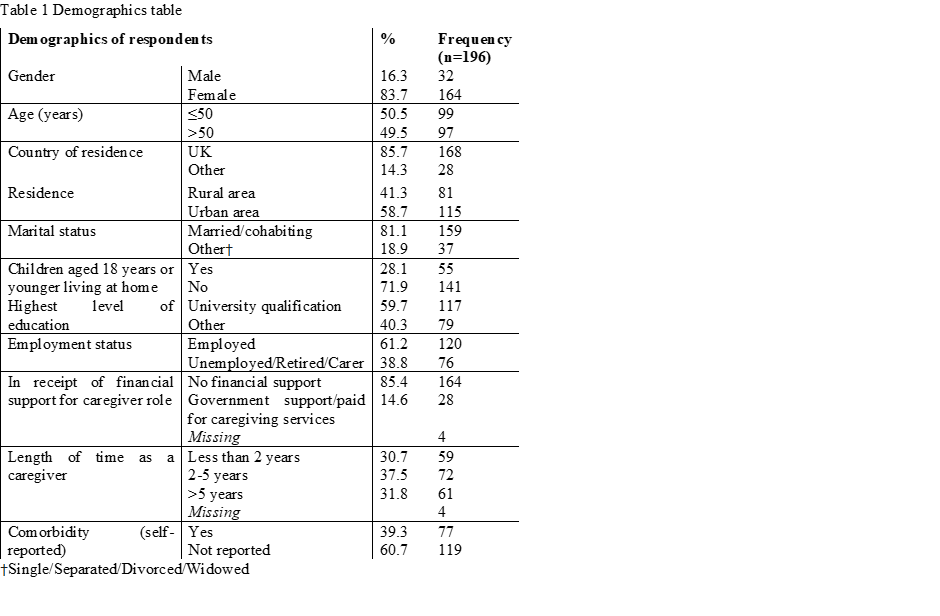 Table 1 Demographics table
Demographics of respondents % Frequency
(n=196)
Gender Male 16.3 32
Female 83.7 164
Age (years) ≤50 50.5 99
>50 49.5 97
Country of residence UK 85.7 168
Other 14.3 28
Residence Rural area 41.3 81
Urban area 58.7 115
Marital status Married/cohabiting 81.1 159
Other† 18.9 37
Children aged 18 years or Yes 28.1 55
younger living at home No 71.9 141
Highest level of University qualification 59.7 117
education Other 40.3 79
Employment status Employed 61.2 120
Unemployed/Retired/Carer 38.8 76
In receipt of financial No financial support 85.4 164
support for caregiver role Government support/paid 14.6 28
for caregiving services
Missing 4
Length of time as a Less than 2 years 30.7 59
caregiver 2-5 years 37.5 72
>5 years 31.8 61
Missing 4
Comorbidity (self- Yes 39.3 77
reported) Not reported 60.7 119
†Single/Separated/Divorced/Widowed